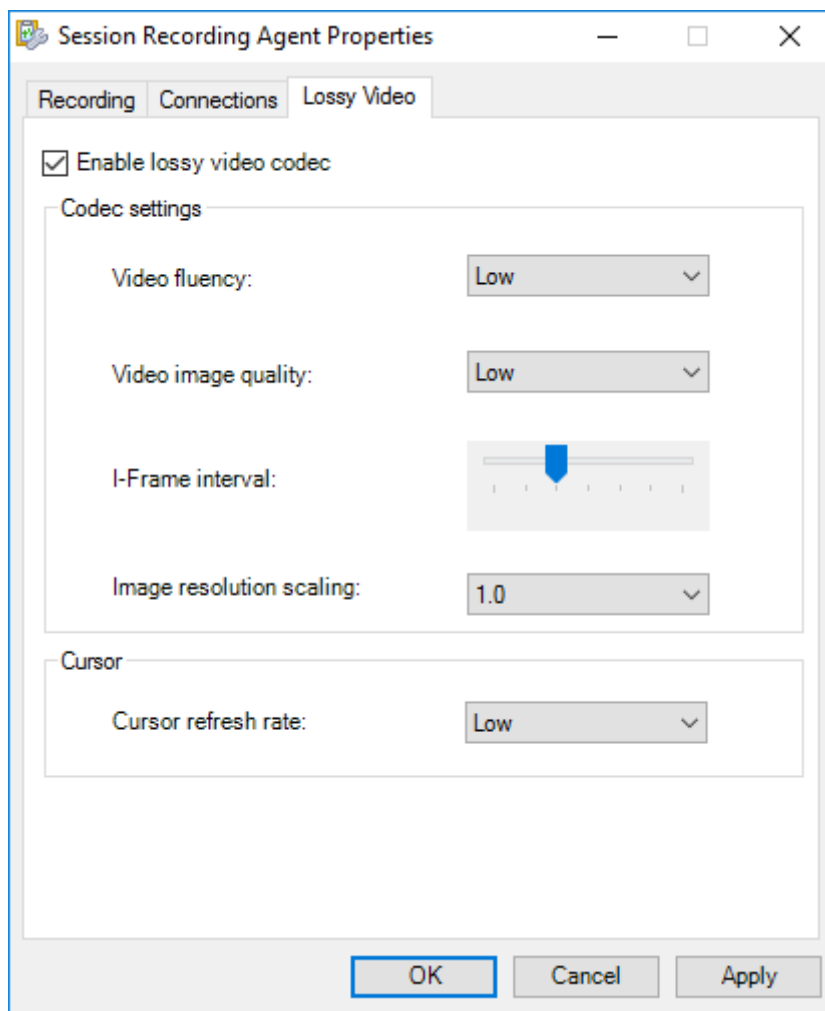 Session Recording Agent Properties
Recording Connections Lossy Video
Enable lossy video codec
Codec settings
Video fluency: Low
Video image quality: Low
I-Frame interval:
Image resolution scaling: 1.0
Cursor
Cursor refresh rate: Low
OK Cancel Apply